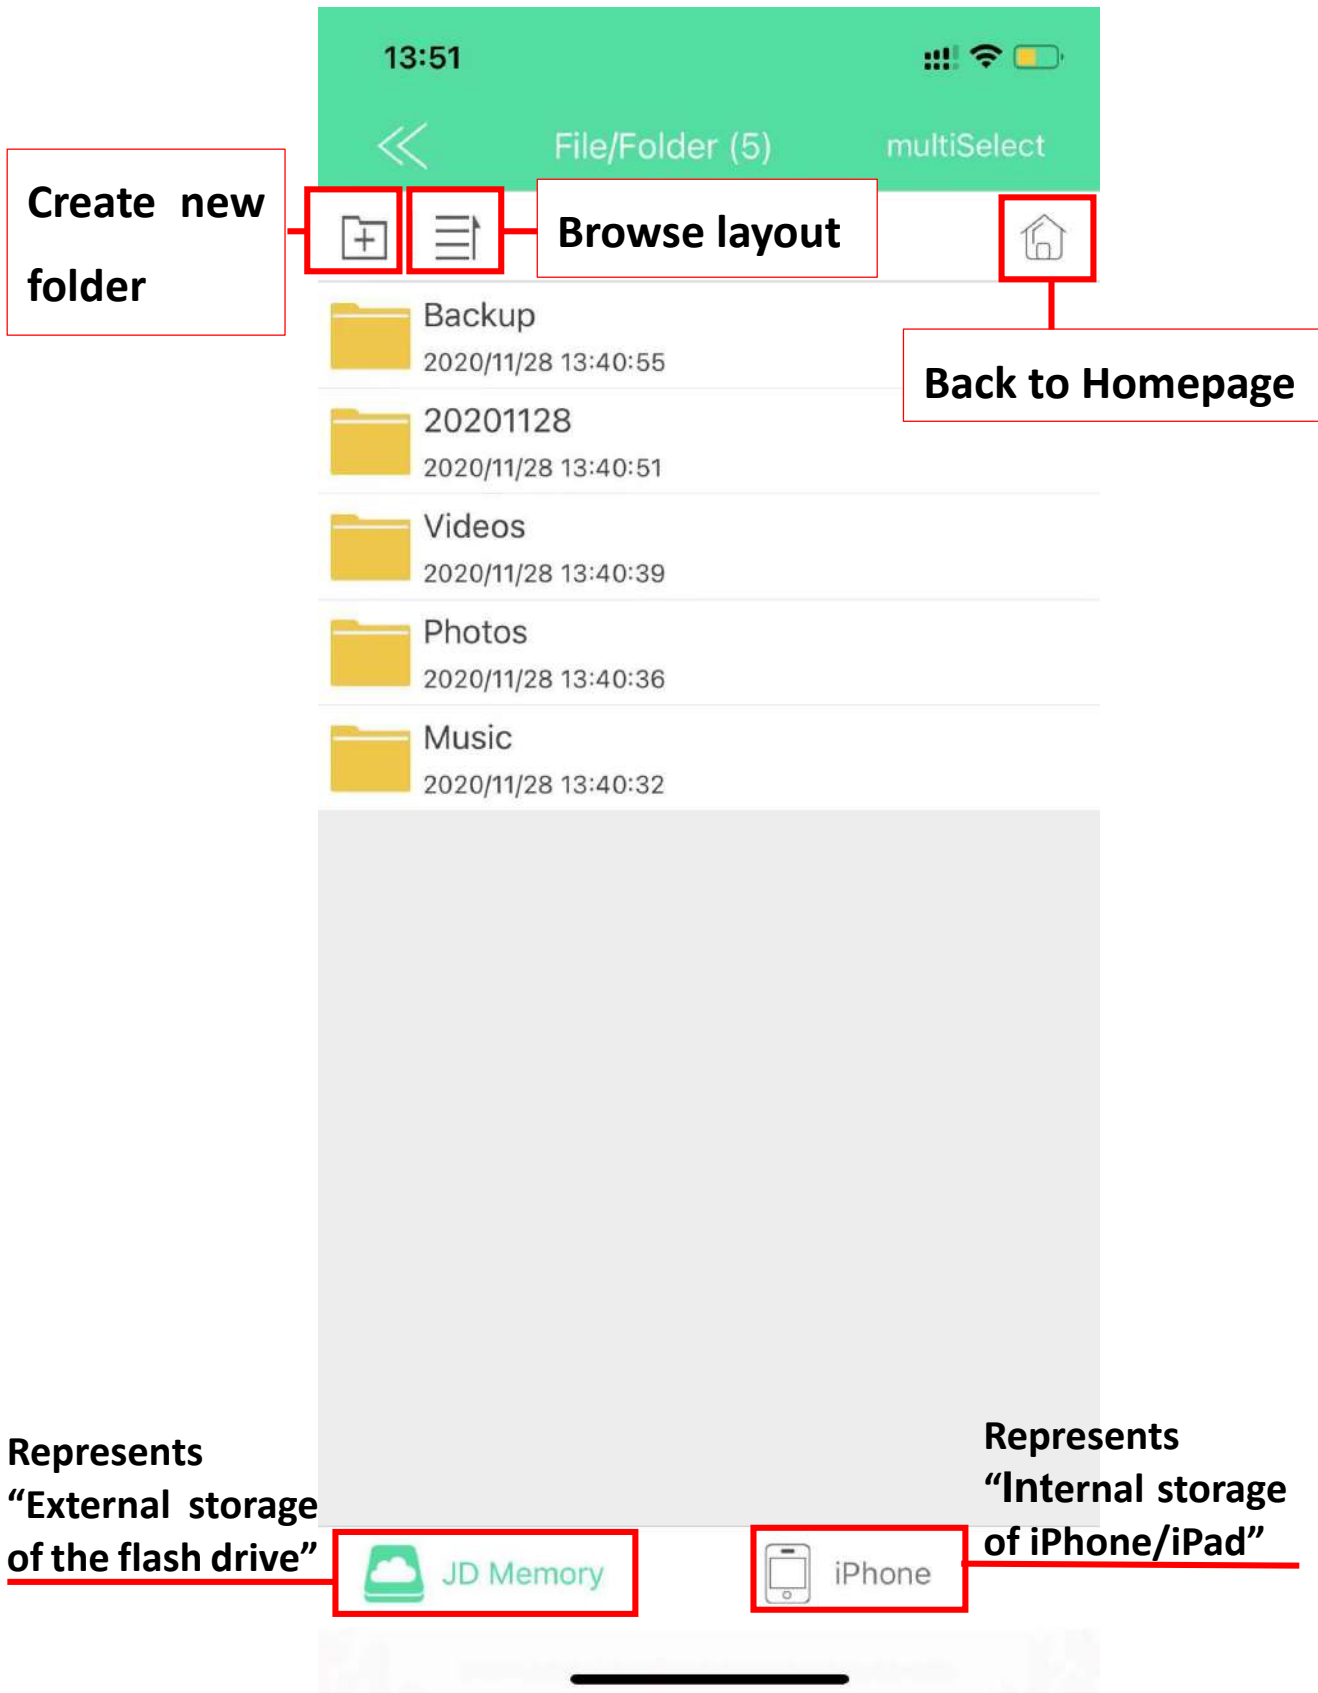 13:51
File/Folder (5)
multiSelect
Create new
folder
Browse layout
Back to Homepage
Backup
2020/11/28 13:40:55
20201128
2020/11/28 13:40:51
Videos
2020/11/28 13:40:39
Photos
2020/11/28 13:40:36
Music
2020/11/28 13:40:32
Represents
“External storage
of the flash drive”
Represents
“Internal storage
of iPhone/iPad”
JD Memory
iPhone